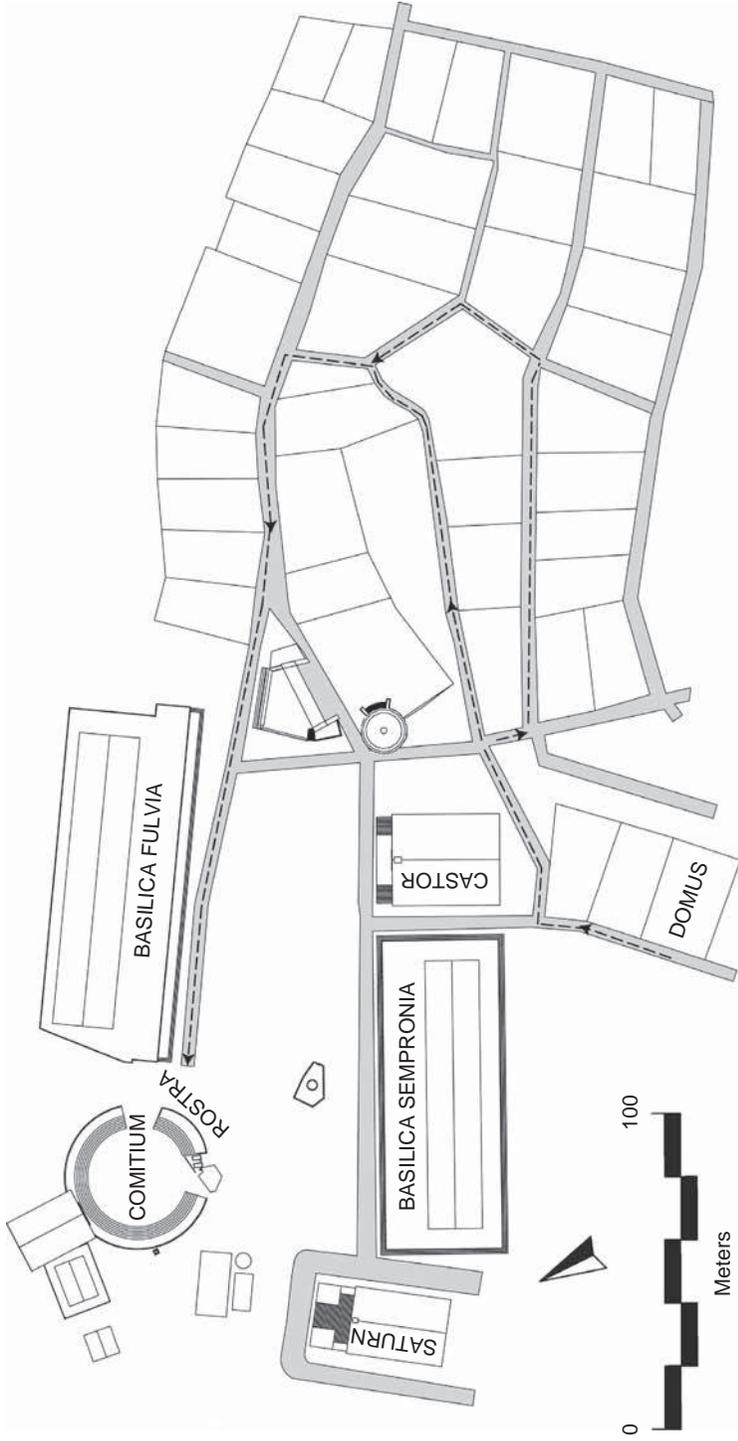 BASILICA FULVIA
COMITIUM
ROSTRA
CASTOR
DOMUS
BASILICA SEMPRONIA
SATURN
0
100
Meters